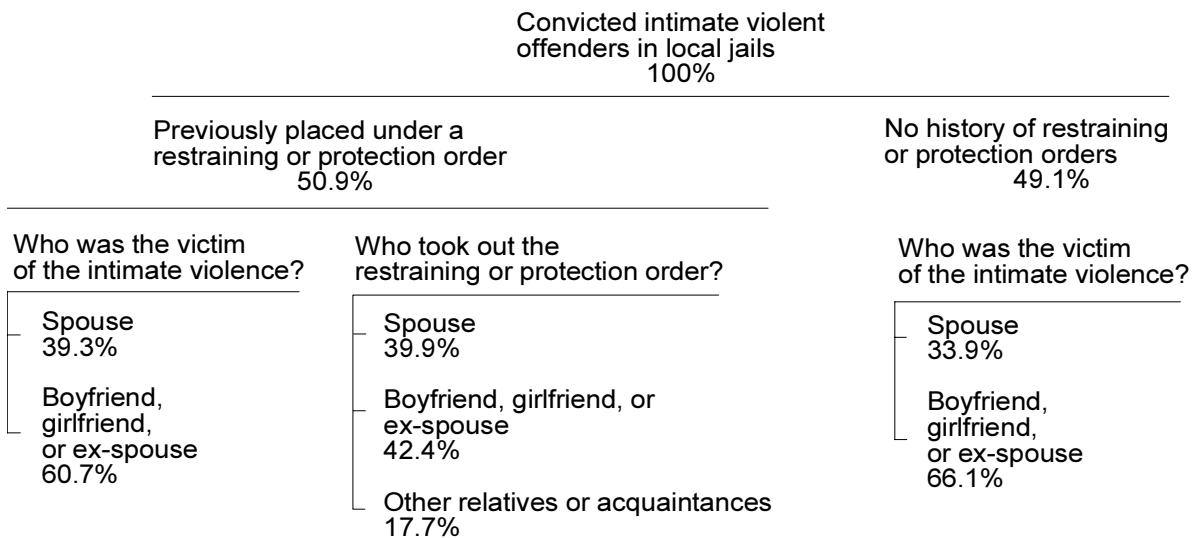 Convicted intimate violent
offenders in local jails
100%
Previously placed under a
restraining or protection order
50.9%
No history of restraining
or protection orders
49.1%
Who was the victim
of the intimate violence?
Spouse
39.3%
Boyfriend,
girlfriend,
or ex-spouse
60.7%
Who took out the
restraining or protection order?
Spouse
39.9%
Boyfriend, girlfriend, or
ex-spouse
42.4%
Other relatives or acquaintances
17.7%
Who was the victim
of the intimate violence?
Spouse
33.9%
Boyfriend,
girlfriend,
or ex-spouse
66.1%